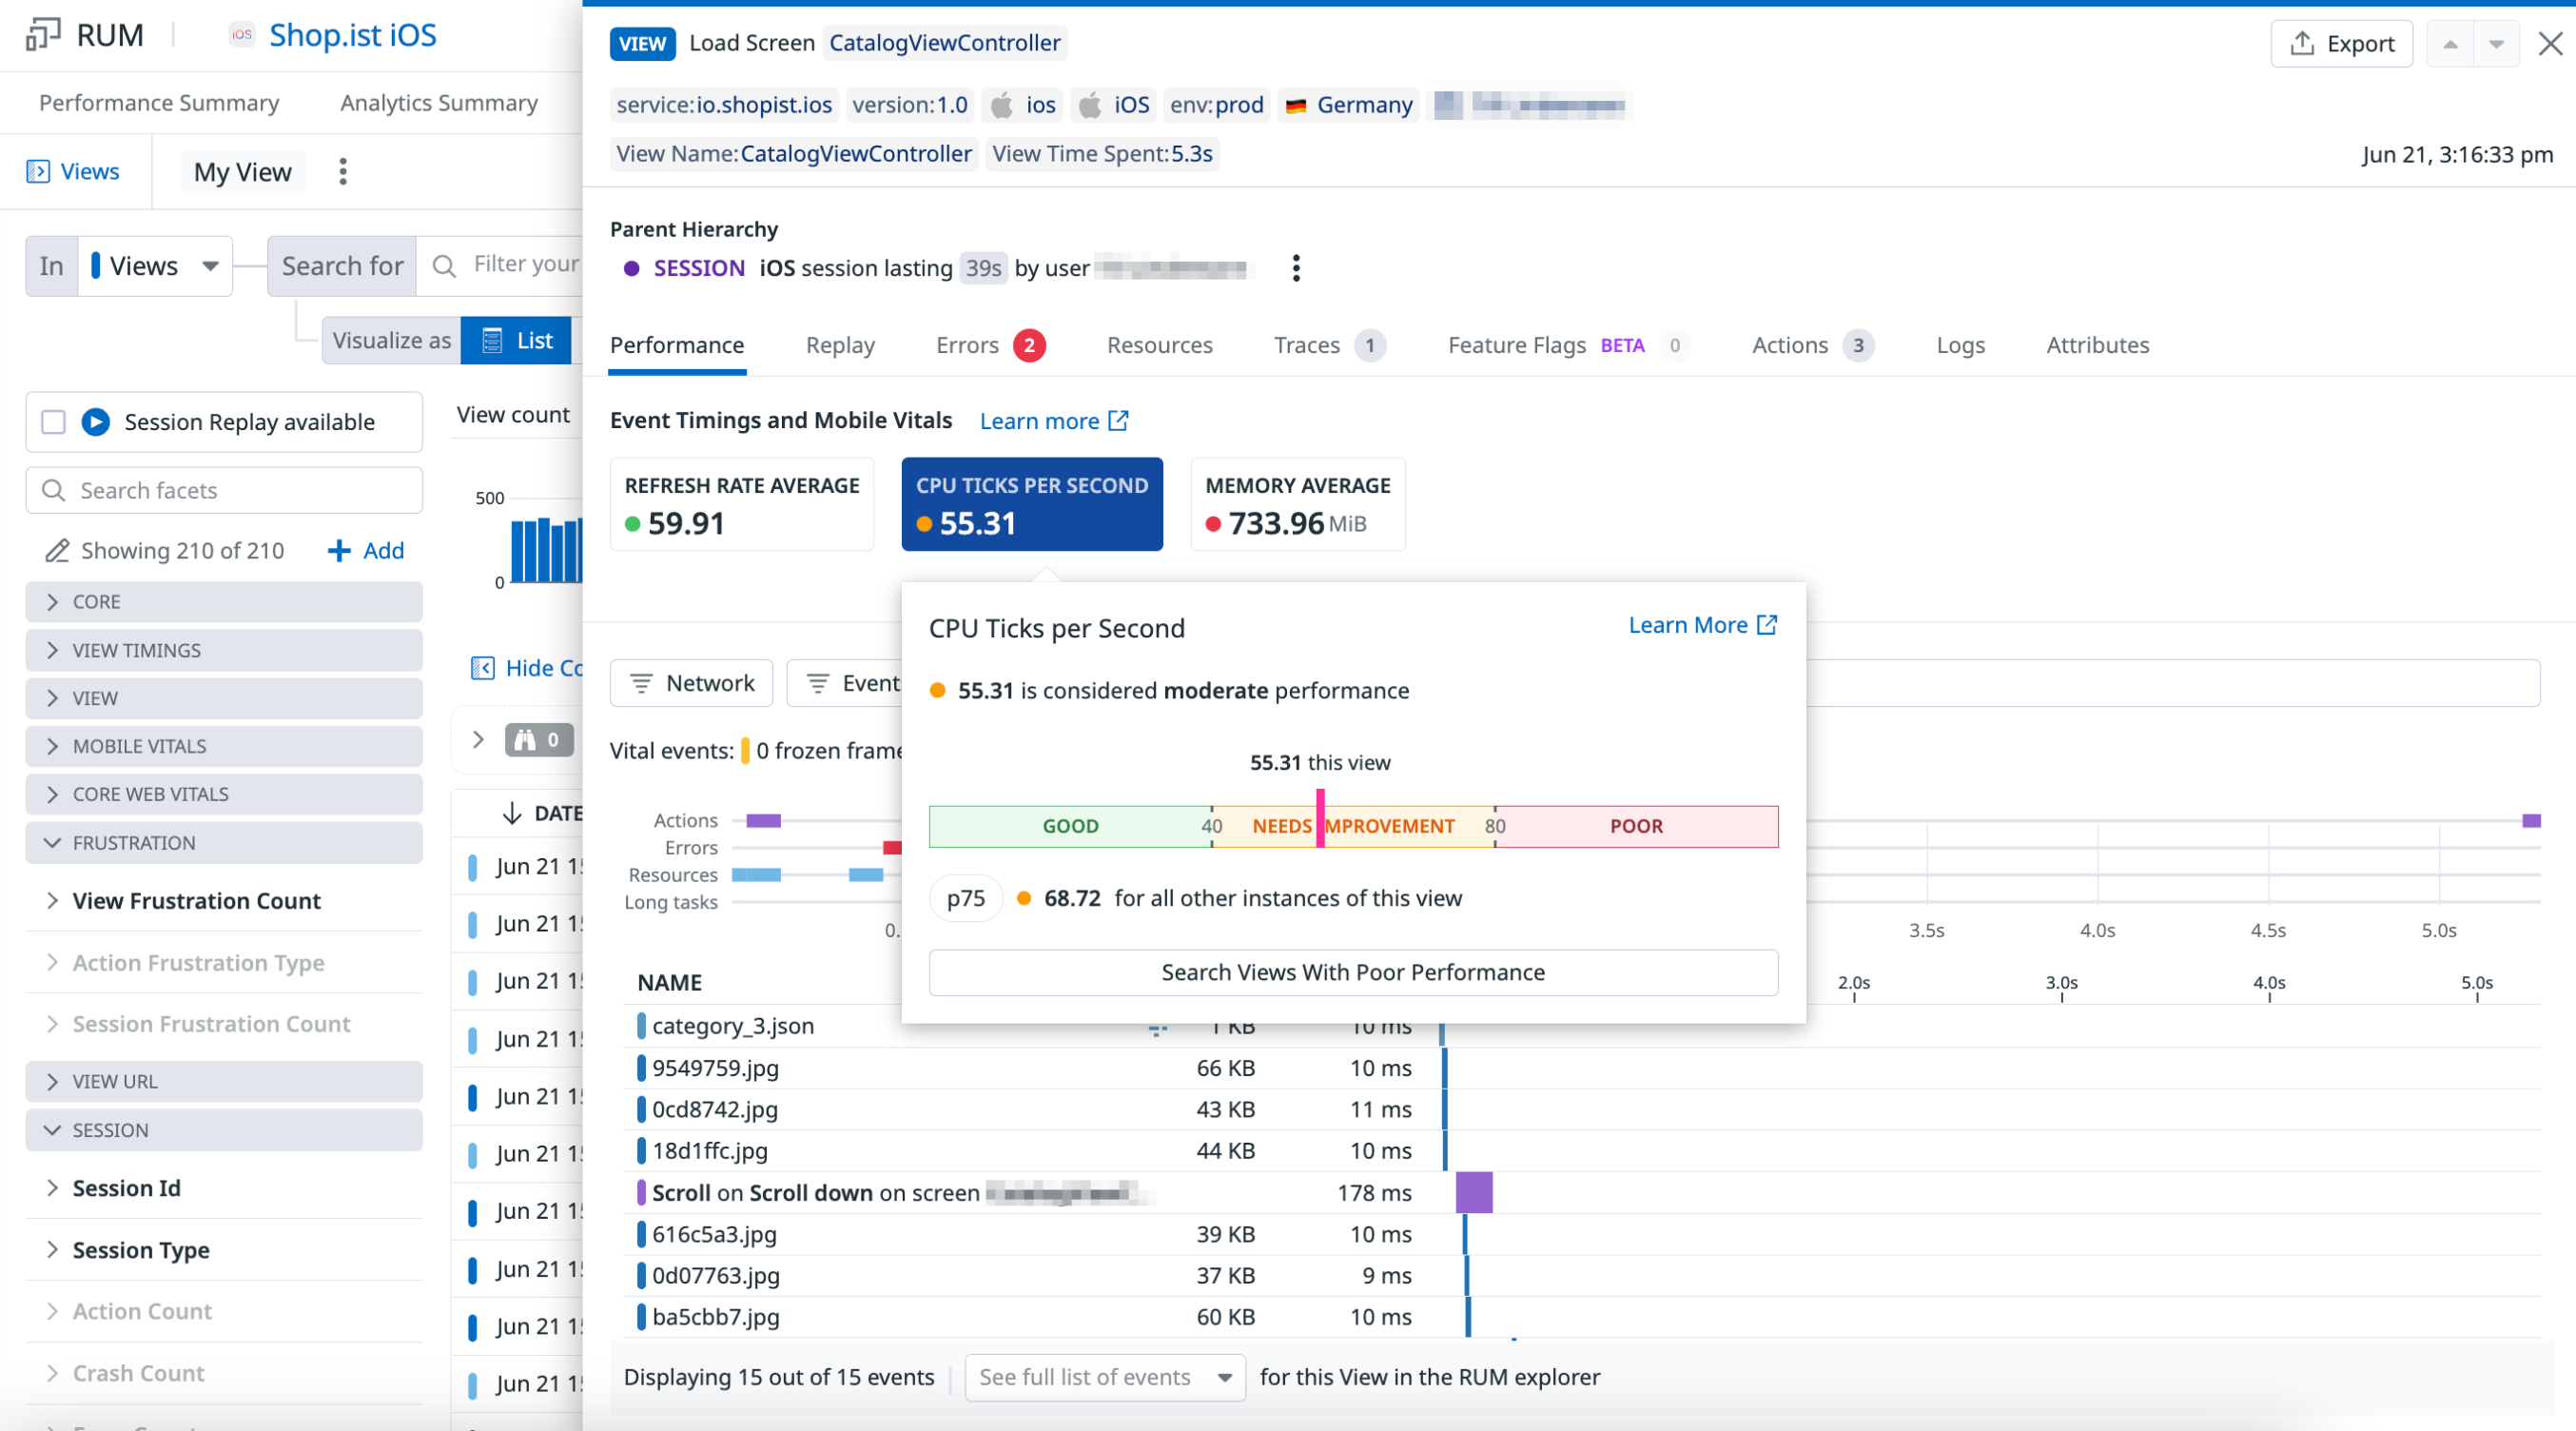 RUM
iOS Shop.ist iOS
Performance Summary Analytics Summary
Views My View
In Views Search for Filter your
Visualize as List
Session Replay available
Search facets
Showing 210 of 210 Add
CORE
VIEW TIMINGS
VIEW
MOBILE VITALS
CORE WEB VITALS
FRUSTRATION
View Frustration Count
Action Frustration Type
Session Frustration Count
VIEW URL
SESSION
Session Id
Session Type
Action Count
Crash Count
View count
500
0
Hide
0
DATE
Jun 21
Jun 21
Jun 21
Jun 21
Jun 21
Jun 21
Jun 21
Jun 21
Jun 21
Jun 21
VIEW Load Screen CatalogViewController
Export
service:io.shopist.ios version:1.0 ios iOS env:prod Germany
View Name:CatalogViewController View Time Spent:5.3s
Jun 21, 3:16:33 pm
Parent Hierarchy
SESSION iOS session lasting 39s by user
Performance Replay Errors 2 Resources Traces 1 Feature Flags BETA 0 Actions 3 Logs Attributes
Event Timings and Mobile Vitals Learn more
REFRESH RATE AVERAGE
59.91
CPU TICKS PER SECOND
55.31
MEMORY AVERAGE
733.96 MiB
CPU Ticks per Second Learn More
55.31 is considered moderate performance
55.31 this view
GOOD 40 NEEDS MPROVEMENT 80 POOR
p75 68.72 for all other instances of this view
Search Views With Poor Performance
Network Event
Vital events: 0 frozen frame
Actions
Errors
Resources
Long tasks
0. 3.5s 4.0s 4.5s 5.0s
NAME 2.0s 3.0s 4.0s 5.0s
category_3.json 1 KB 10 ms
9549759.jpg 66 KB 10 ms
0cd8742.jpg 43 KB 11 ms
18d1ffc.jpg 44 KB 10 ms
Scroll on Scroll down on screen 178 ms
616c5a3.jpg 39 KB 10 ms
0d07763.jpg 37 KB 9 ms
ba5cbb7.jpg 60 KB 10 ms
Displaying 15 out of 15 events See full list of events for this View in the RUM explorer